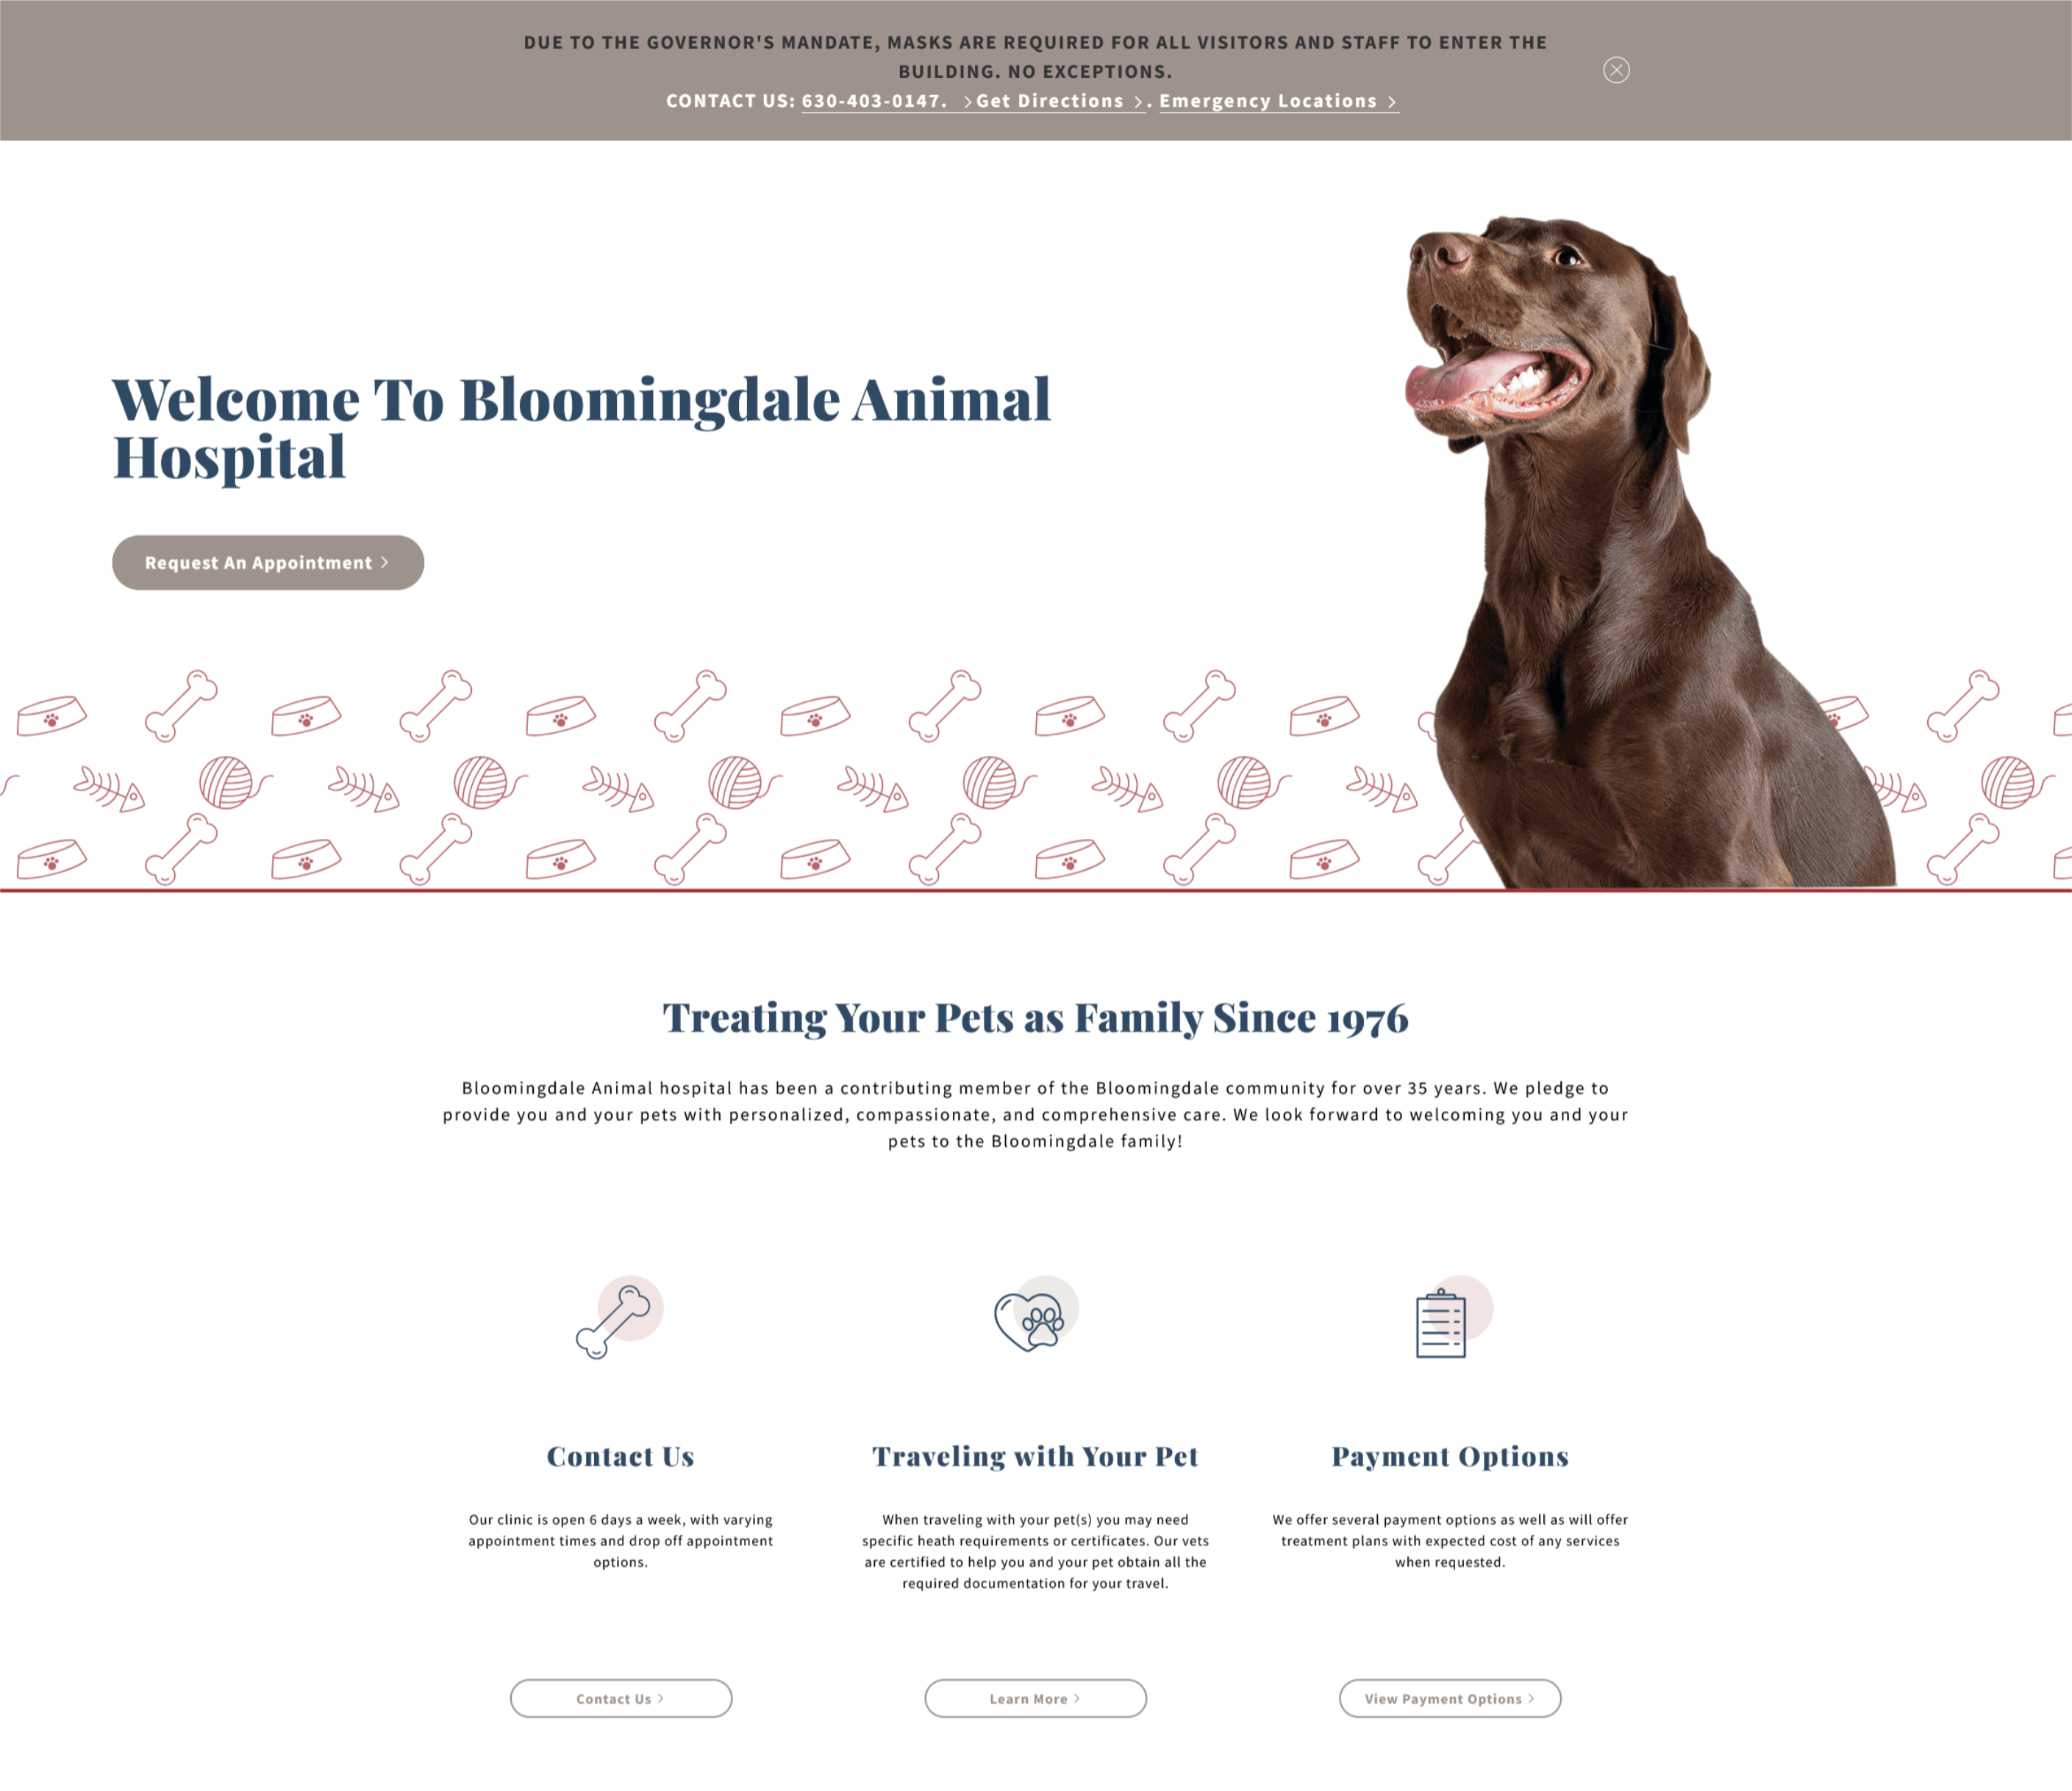 DUE TO THE GOVERNOR'S MANDATE, MASKS ARE REQUIRED FOR ALL VISITORS AND STAFF TO ENTER THE
BUILDING. NO EXCEPTIONS.
CONTACT US: 630-403-0147. Get Directions . Emergency Locations
Welcome To Bloomingdale Animal
Hospital
Request An Appointment
Treating Your Pets as Family Since 1976
Bloomingdale Animal hospital has been a contributing member of the Bloomingdale community for over 35 years. We pledge to
provide you and your pets with personalized, compassionate, and comprehensive care. We look forward to welcoming you and your
pets to the Bloomingdale family!
Contact Us
Our clinic is open 6 days a week, with varying
appointment times and drop off appointment
options.
Contact Us
Traveling with Your Pet
When traveling with your pet(s) you may need
specific heath requirements or certificates. Our vets
are certified to help you and your pet obtain all the
required documentation for your travel.
Learn More
Payment Options
We offer several payment options as well as will offer
treatment plans with expected cost of any services
when requested.
View Payment Options